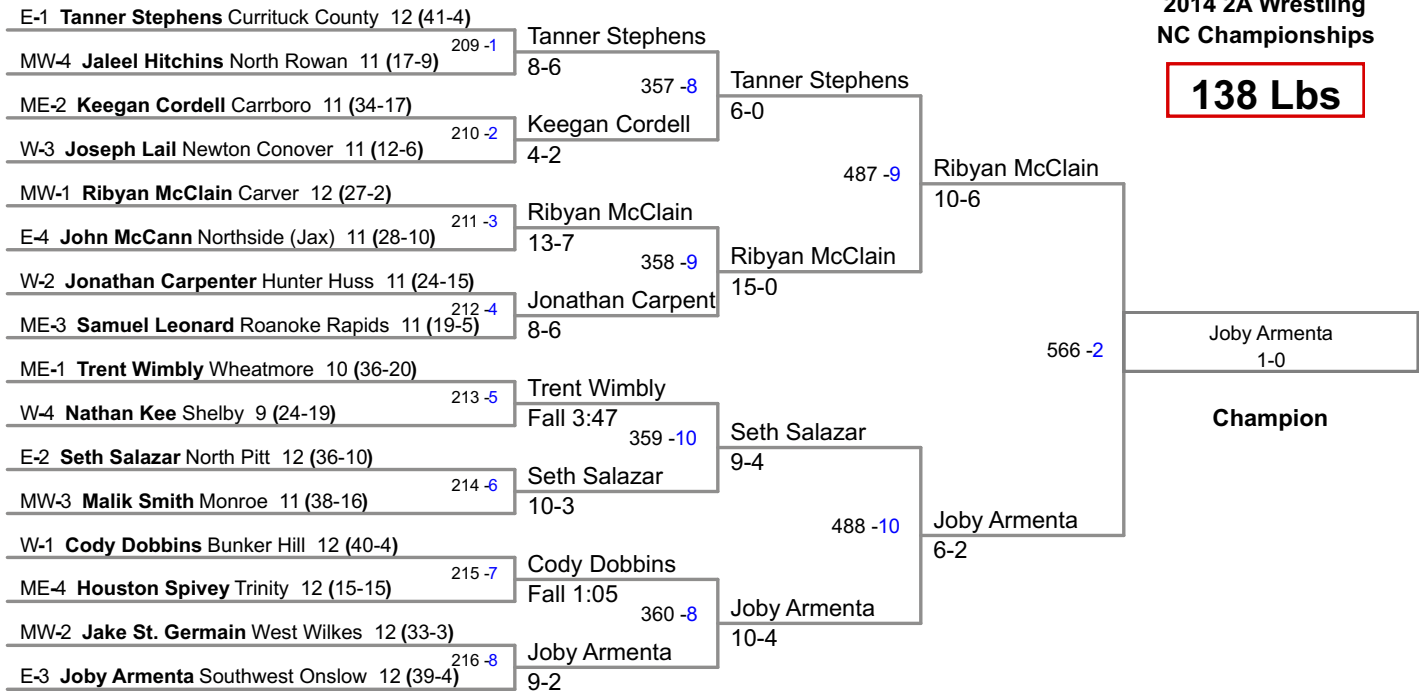 2014 2A Wrestling
NC Championships
138 Lbs
E-1 Tanner Stephens Currituck County 12 (41-4)
MW-4 Jaleel Hitchins North Rowan 11 (17-9)
ME-2 Keegan Cordell Carrboro 11 (34-17)
W-3 Joseph Lail Newton Conover 11 (12-6)
MW-1 Ribyan McClain Carver 12 (27-2)
E-4 John McCann Northside (Jax) 11 (28-10)
W-2 Jonathan Carpenter Hunter Huss 11 (24-15)
ME-3 Samuel Leonard Roanoke Rapids 11 (19-5)
ME-1 Trent Wimbly Wheatmore 10 (36-20)
W-4 Nathan Kee Shelby 9 (24-19)
E-2 Seth Salazar North Pitt 12 (36-10)
MW-3 Malik Smith Monroe 11 (38-16)
W-1 Cody Dobbins Bunker Hill 12 (40-4)
ME-4 Houston Spivey Trinity 12 (15-15)
MW-2 Jake St. Germain West Wilkes 12 (33-3)
E-3 Joby Armenta Southwest Onslow 12 (39-4)
209 -1
210 -2
211 -3
212 -4
213 -5
214 -6
215 -7
216 -8
Tanner Stephens
8-6
Keegan Cordell
4-2
Ribyan McClain
13-7
Jonathan Carpent
8-6
Trent Wimbly
Fall 3:47
Seth Salazar
10-3
Cody Dobbins
Fall 1:05
Joby Armenta
9-2
357 -8
358 -9
359 -10
360 -8
Tanner Stephens
6-0
Ribyan McClain
15-0
Seth Salazar
9-4
Joby Armenta
10-4
487 -9
488 -10
Ribyan McClain
10-6
Joby Armenta
6-2
566 -2
Joby Armenta
1-0
Champion